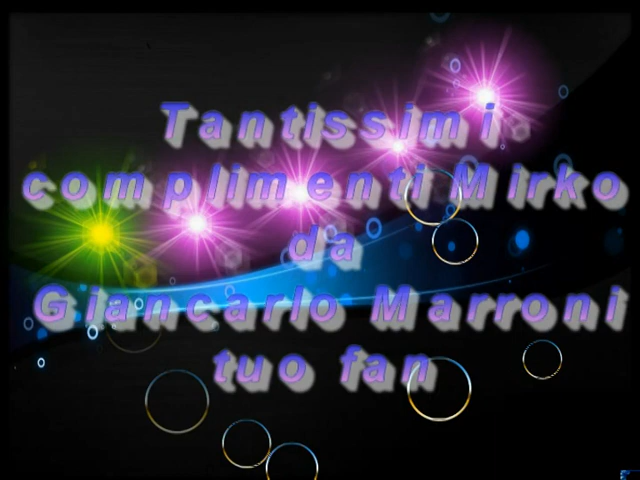 Tantissimi
complimenti Mirko
da
Giancarlo Marroni
tuo fan